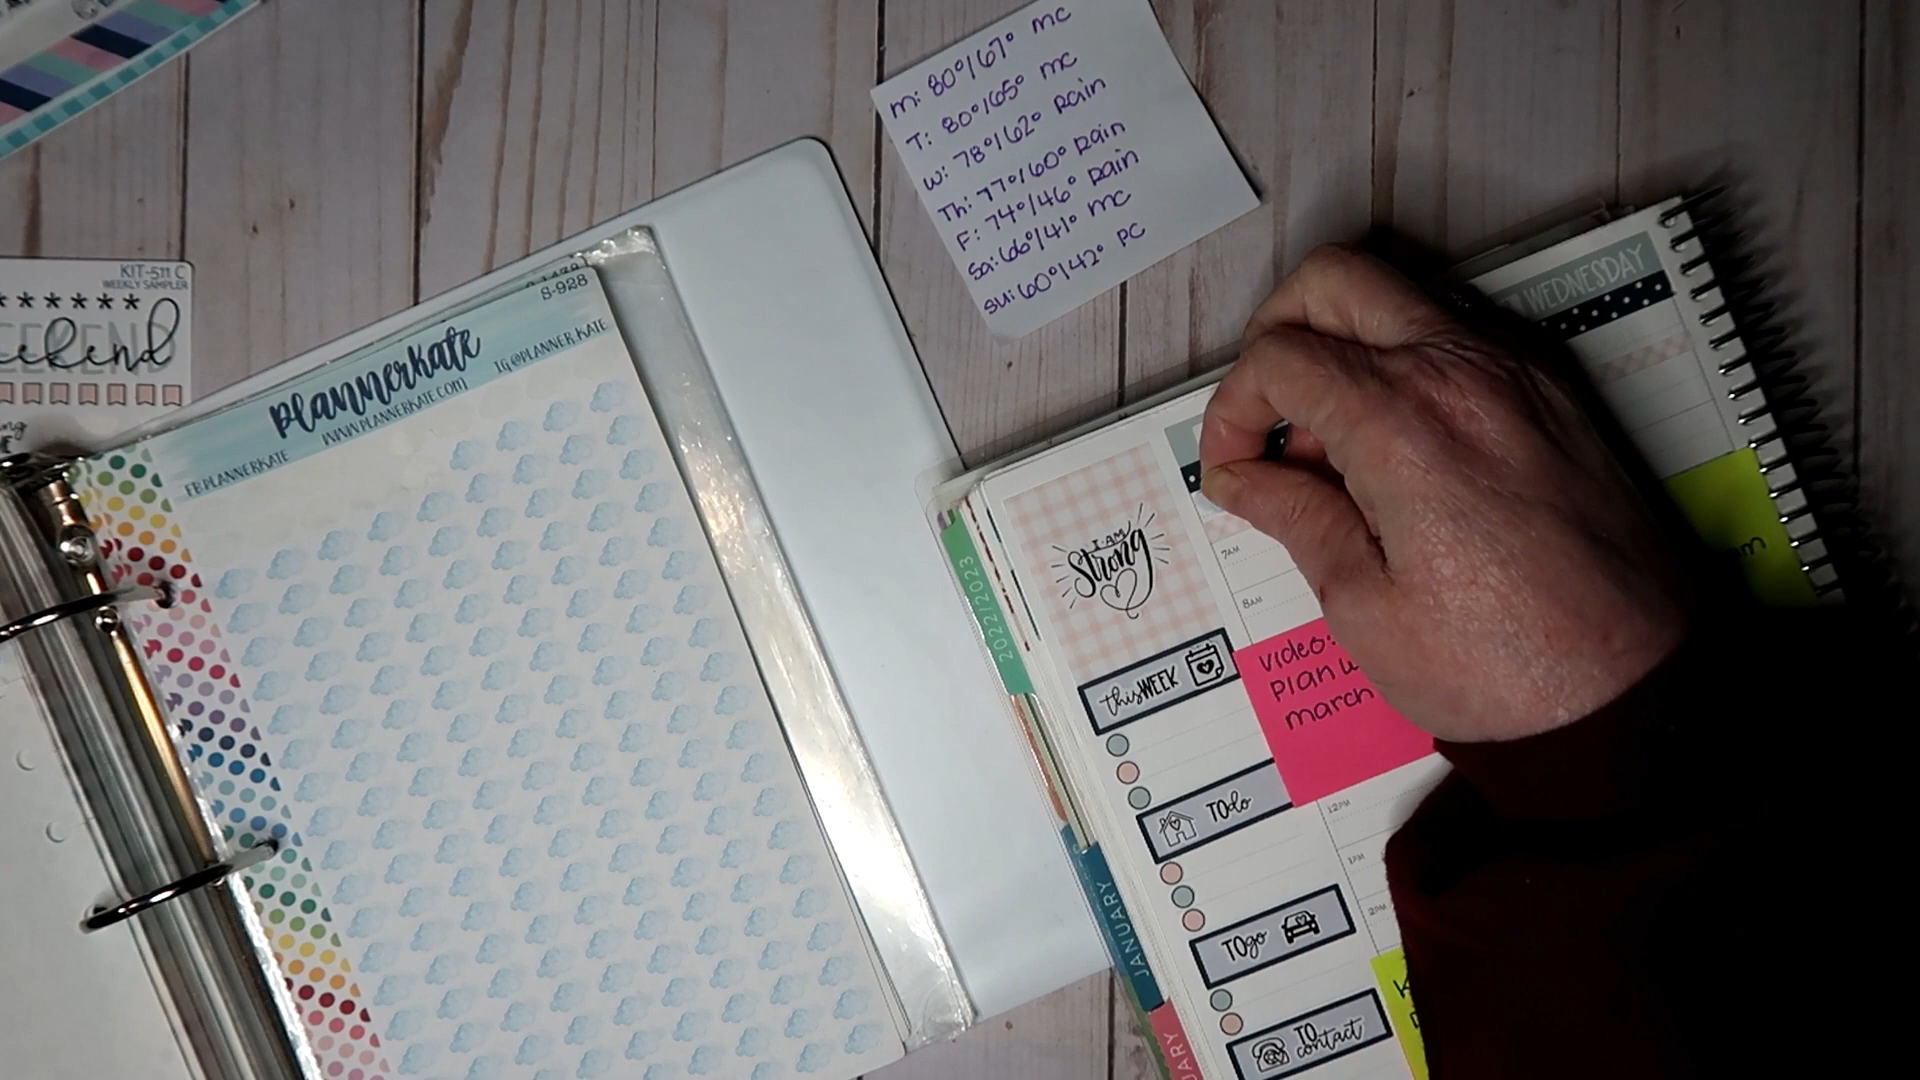 m: 80°/67° mc
T: 80°/65° mc
W: 78°/62° Rain
Th: 77°/60° Rain
F: 74°/46° Rain
Sa: 66°/41° mc
Su: 60°/42° PC
KIT-511 C
WEEKLY SAMPLER
WEEKEND
S-928
plannerkate
WWW.PLANNERKATE.COM
FB:PLANNERKATE
IG:@PLANNER.KATE
WEDNESDAY
2022/2023
I AM
Strong
7AM
8AM
thisWEEK
video:
plan w
march
TOdo
12PM
1PM
TOgo
2PM
JANUARY
TO
contact